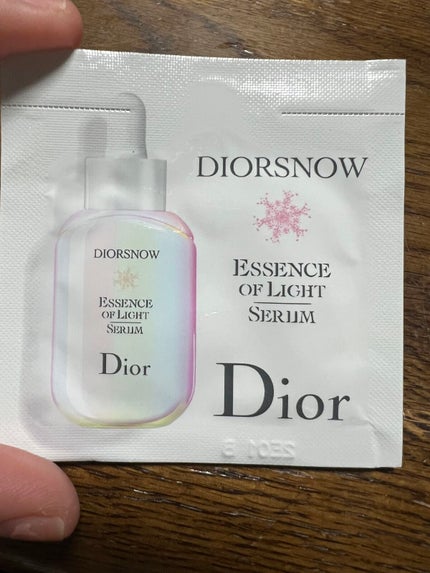 DIORSNOW
ESSENCE
OF LIGHT
SERUM
Dior
DIORSNOW
ESSENCE
OF LIGHT
SERUM
Dior